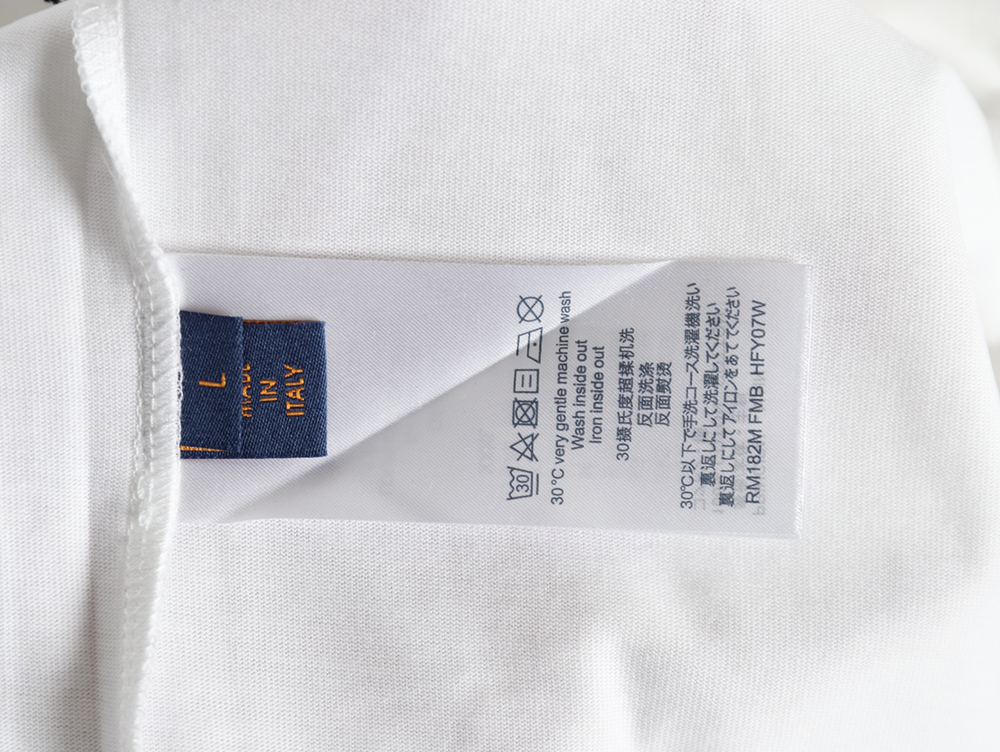 L
MADE
IN
ITALY
30
30°C very gentle machine wash
Wash inside out
Iron inside out
30摄氏度超揉机洗
反面洗涤
反面熨烫
30℃以下で手洗コース洗濯機洗い
裏返しにして洗濯してください
裏返しにしてアイロンをあててください
RM182M FMB HFY07W